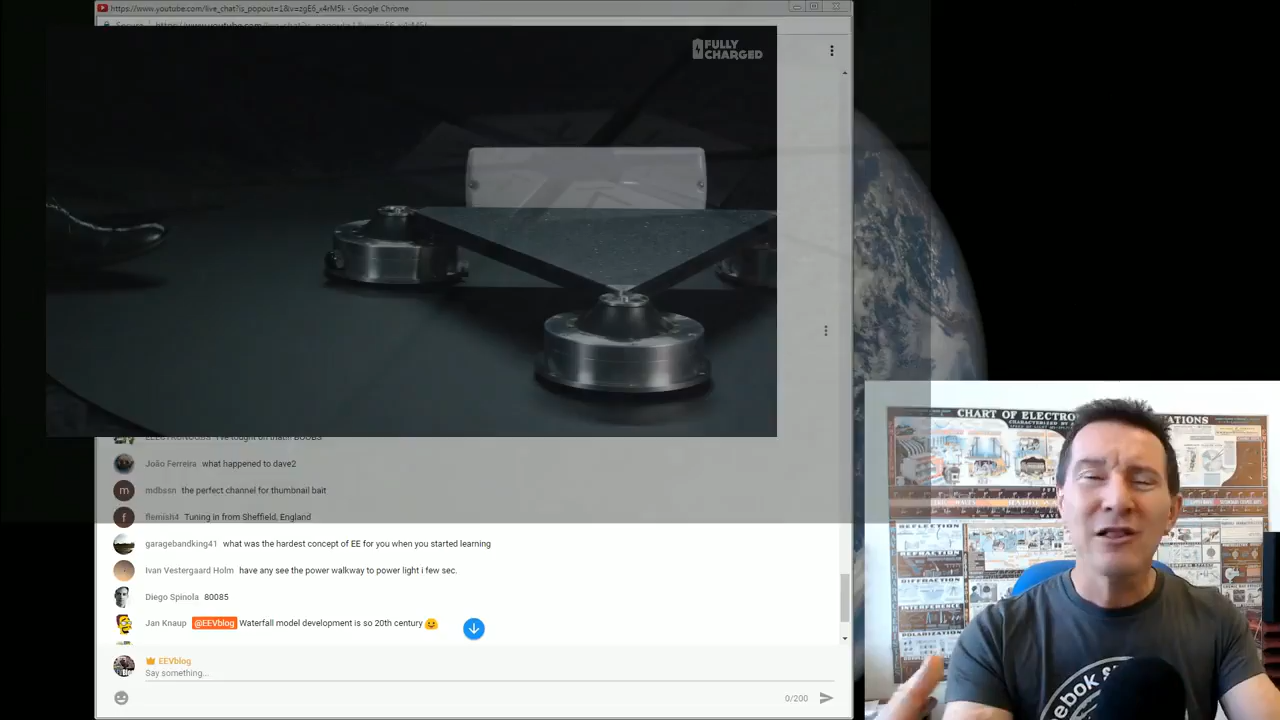 https://www.youtube.com/live_chat?is_popout=1&v=zgE6_x4rM5k - Google Chrome
Secure
FULLY
CHARGED
João Ferreira what happened to dave2
mdbssn the perfect channel for thumbnail bait
flemish4 Tuning in from Sheffield, England
garagebandking41 what was the hardest concept of EE for you when you started learning
Ivan Vestergaard Holm have any see the power walkway to power light i few sec.
Diego Spinola 80085
Jan Knaup @EEVblog Waterfall model development is so 20th century
EEVblog
Say something...
0/200
CHART OF
REFLECTION
REFRACTION
DIFFRACTION
INTERFERENCE
POLARIZATION